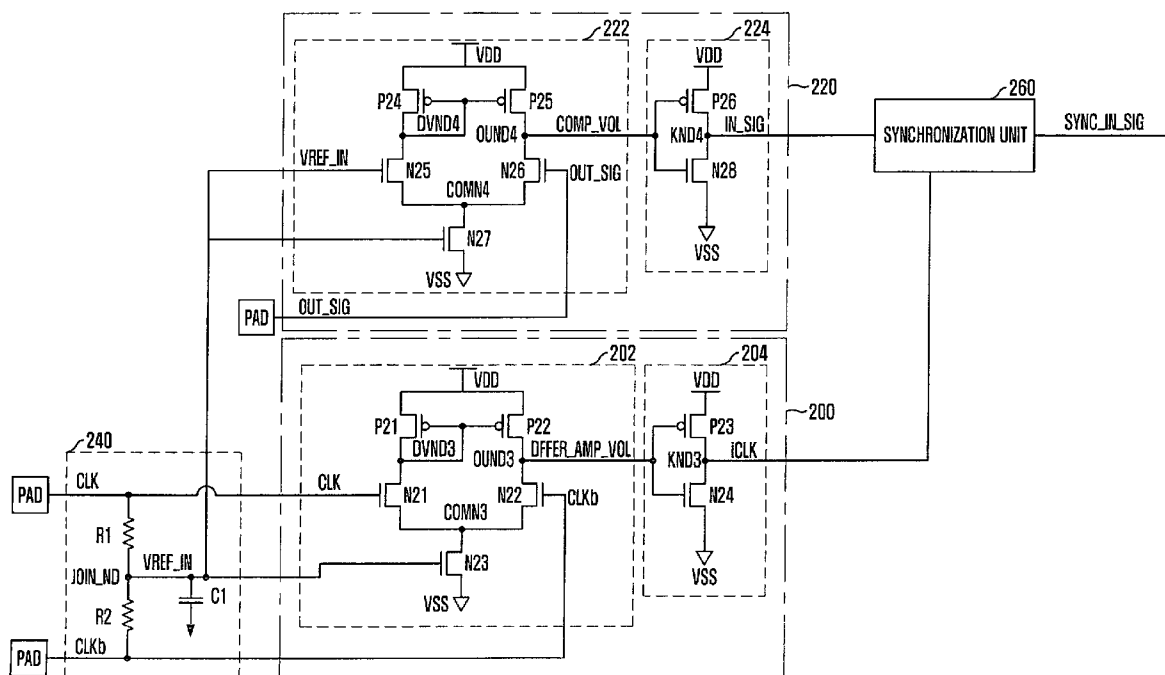 222
224
VDD
VDD
220
P24
P25
P26
260
DVND4
OUND4
COMP_VOL
KND4
IN_SIG
SYNCHRONIZATION UNIT
SYNC_IN_SIG
VREF_IN
N25
N26
OUT_SIG
N28
COMN4
N27
VSS
VSS
PAD
OUT_SIG
202
204
VDD
VDD
200
P21
P22
P23
240
DVND3
OUND3
DFFER_AMP_VOL
KND3
iCLK
PAD
CLK
CLK
N21
N22
CLKb
N24
COMN3
R1
N23
JOIN_ND
VREF_IN
C1
VSS
VSS
R2
PAD
CLKb